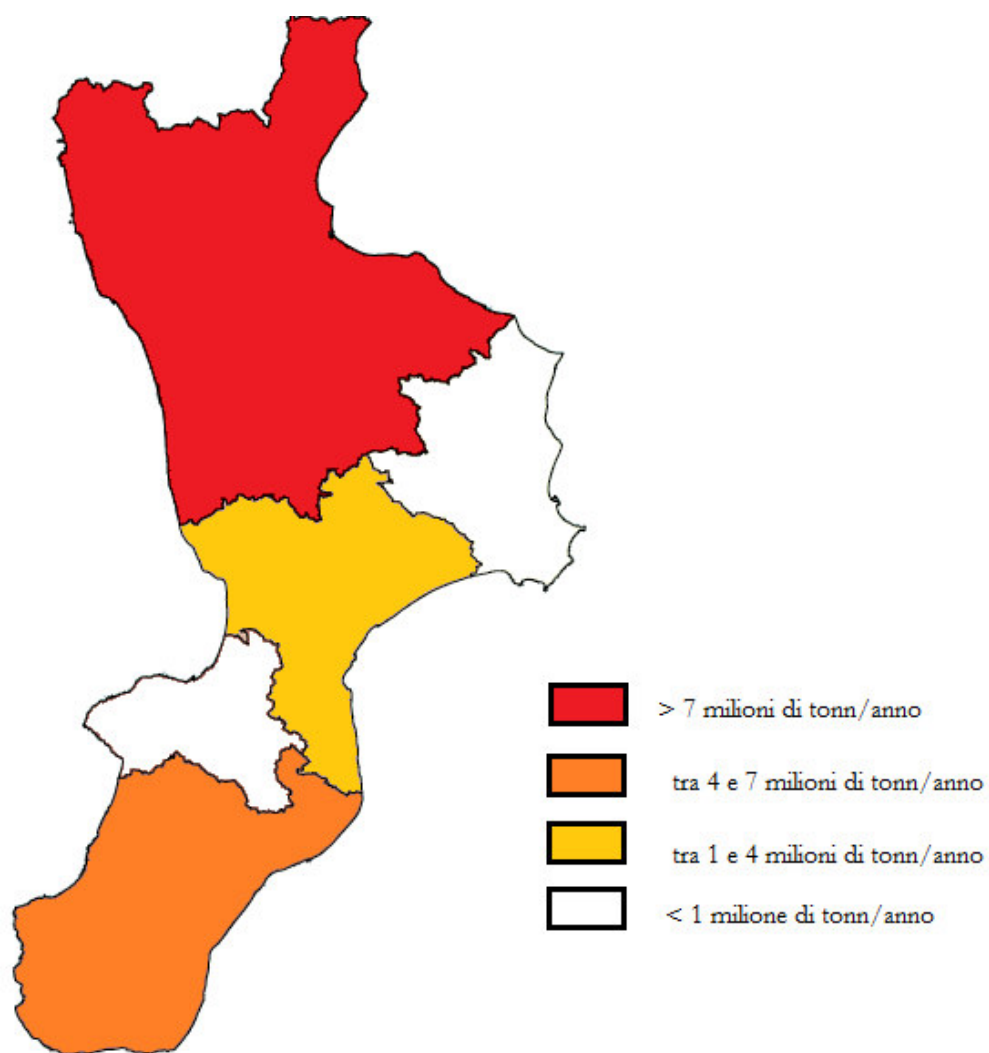 > 7 milioni di tonn/anno
tra 4 e 7 milioni di tonn/anno
tra 1 e 4 milioni di tonn/anno
< 1 milione di tonn/anno